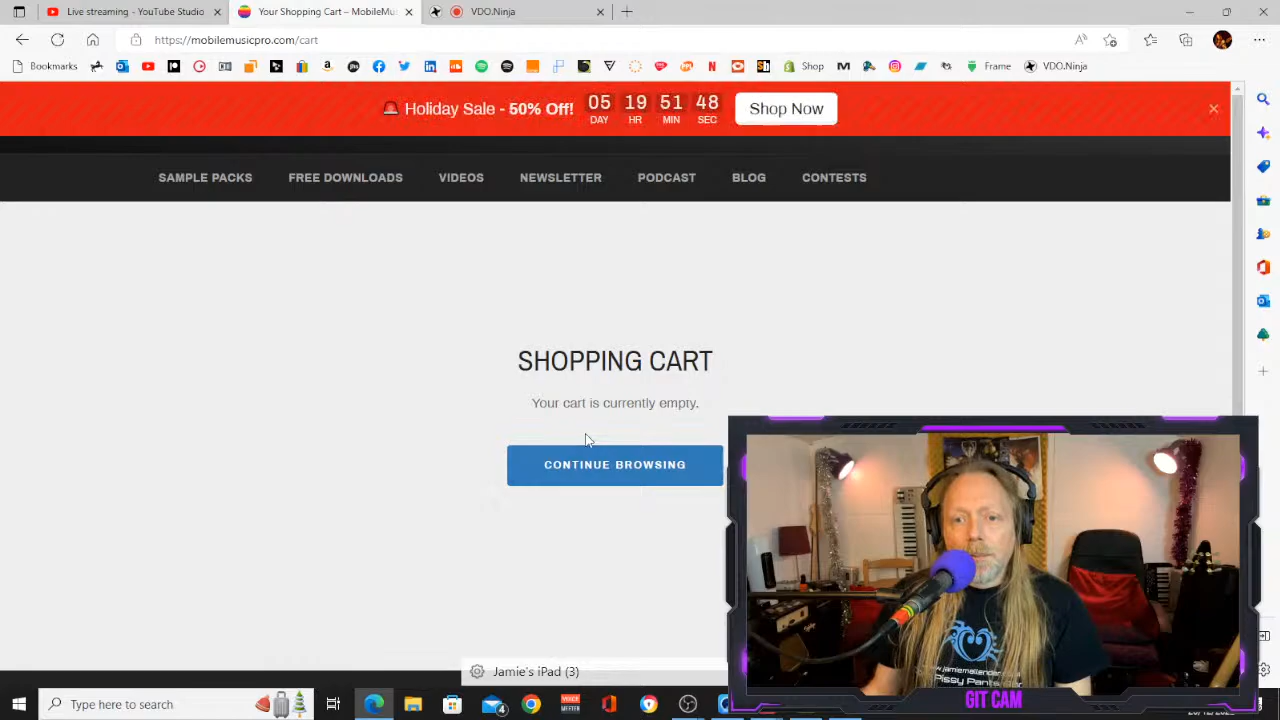 Live streaming - YouTube Studio
Your Shopping Cart – MobileMu
VDO.Ninja
https://mobilemusicpro.com/cart
Bookmarks
Shop
Frame
VDO.Ninja
Holiday Sale - 50% Off!
05 19 51 48
DAY HR MIN SEC
Shop Now
SAMPLE PACKS FREE DOWNLOADS VIDEOS NEWSLETTER PODCAST BLOG CONTESTS
SHOPPING CART
Your cart is currently empty.
CONTINUE BROWSING
Jamie's iPad (3)
Pissy Pants
GIT CAM
Type here to search